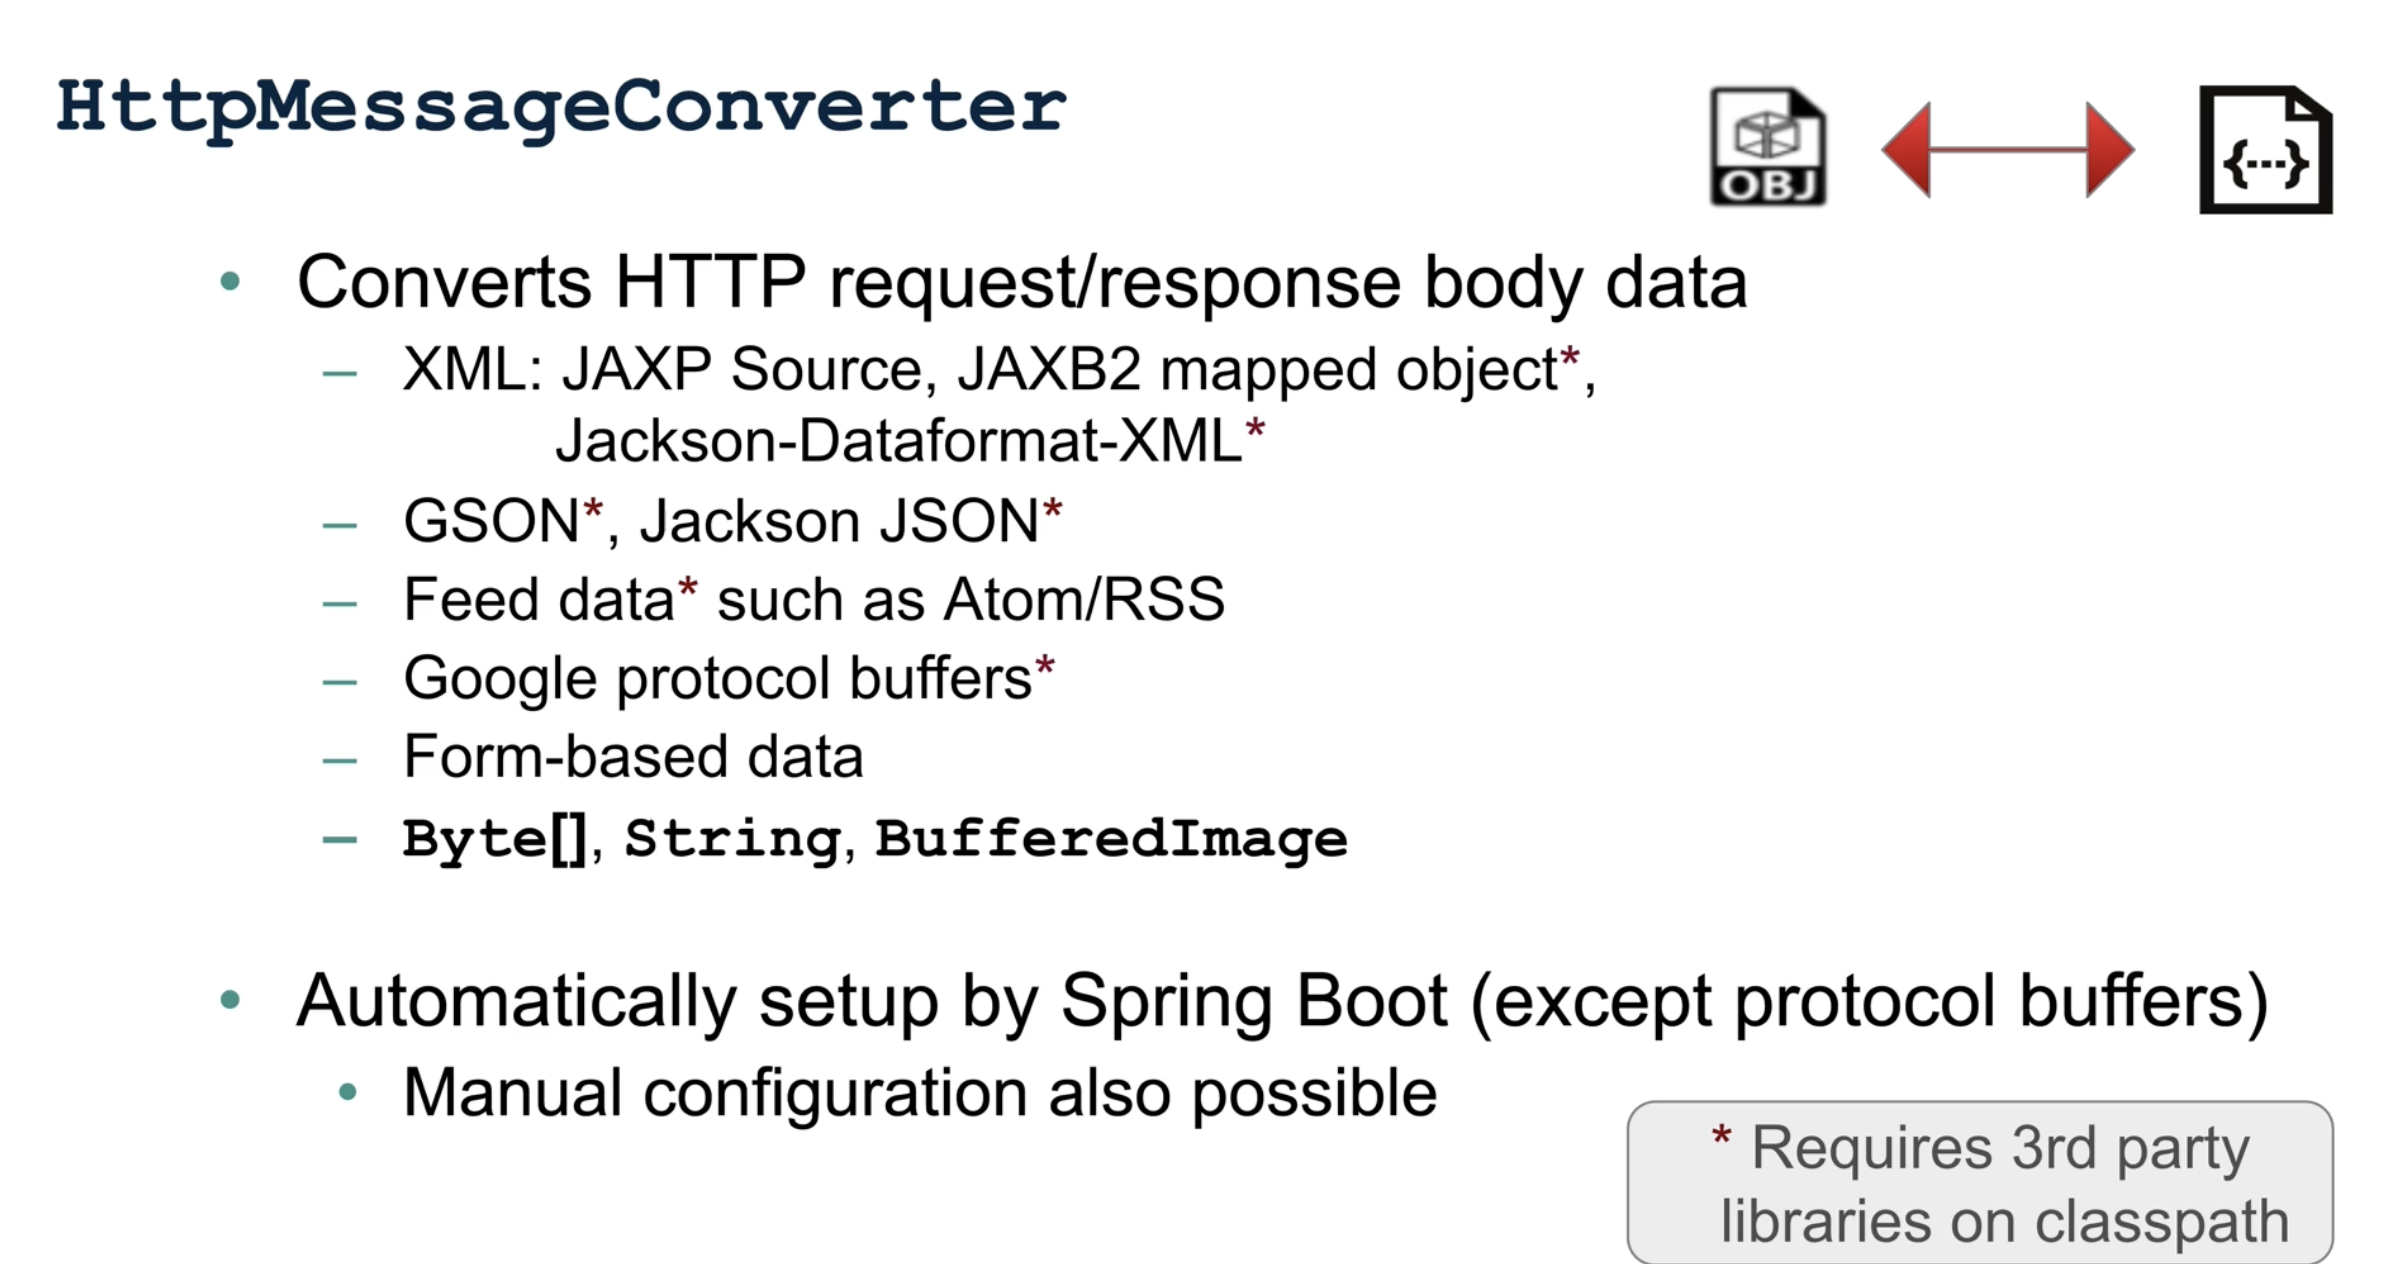 HttpMessageConverter
OBJ
{---}
• Converts HTTP request/response body data
– XML: JAXP Source, JAXB2 mapped object*,
Jackson-Dataformat-XML*
– GSON*, Jackson JSON*
– Feed data* such as Atom/RSS
– Google protocol buffers*
– Form-based data
– Byte[], String, BufferedImage
• Automatically setup by Spring Boot (except protocol buffers)
• Manual configuration also possible
* Requires 3rd party
libraries on classpath